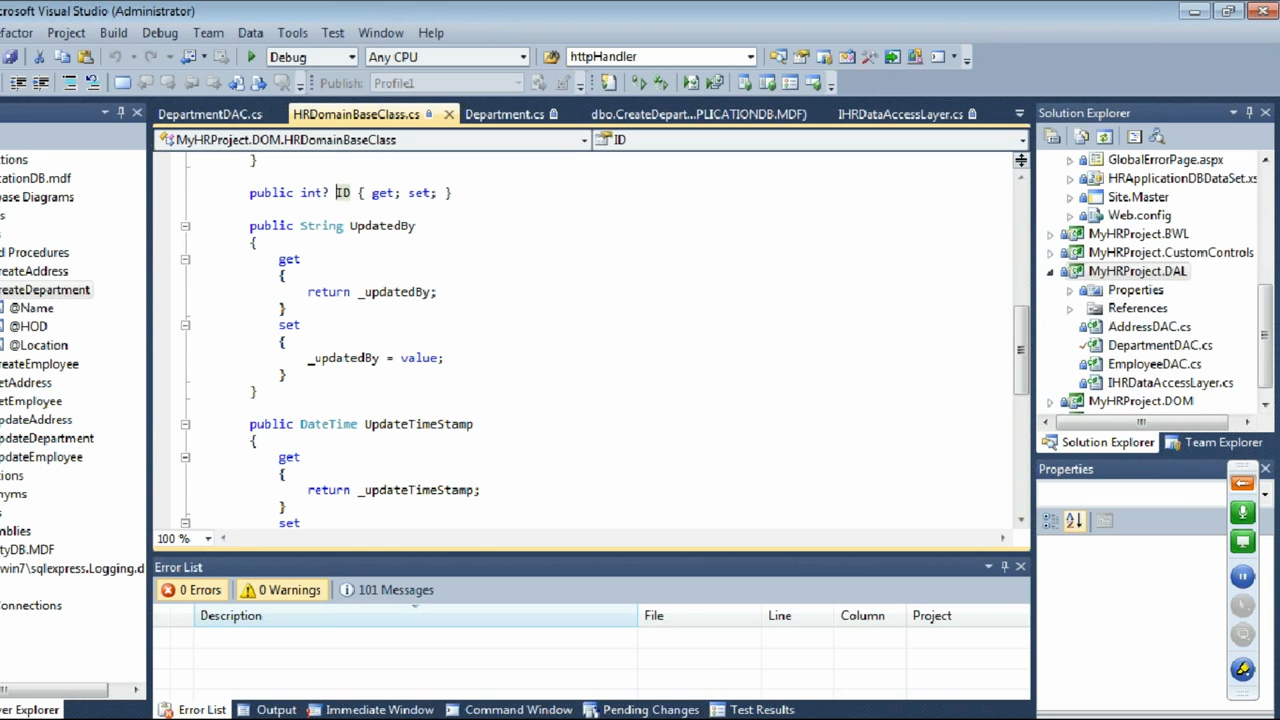 crosoft Visual Studio (Administrator)
efactor Project Build Debug Team Data Tools Test Window Help
Debug Any CPU httpHandler
Publish: Profile1
DepartmentDAC.cs HRDomainBaseClass.cs Department.cs dbo.CreateDepart...PLICATIONDB.MDF) IHRDataAccessLayer.cs
MyHRProject.DOM.HRDomainBaseClass ID
}
public int? ID { get; set; }
public String UpdatedBy
{
get
{
return _updatedBy;
}
set
{
_updatedBy = value;
}
}
public DateTime UpdateTimeStamp
{
get
{
return _updateTimeStamp;
}
set
100 %
ctions
cationDB.mdf
base Diagrams
s
s
ed Procedures
reateAddress
reateDepartment
@Name
@HOD
@Location
reateEmployee
etAddress
etEmployee
pdateAddress
pdateDepartment
pdateEmployee
tions
nyms
s
mblies
tyDB.MDF
win7\sqlexpress.Logging.d
Connections
er Explorer
Solution Explorer
GlobalErrorPage.aspx
HRApplicationDBDataSet.xs
Site.Master
Web.config
MyHRProject.BWL
MyHRProject.CustomControls
MyHRProject.DAL
Properties
References
AddressDAC.cs
DepartmentDAC.cs
EmployeeDAC.cs
IHRDataAccessLayer.cs
MyHRProject.DOM
Solution Explorer Team Explorer
Properties
Error List
0 Errors 0 Warnings 101 Messages
Description File Line Column Project
Error List Output Immediate Window Command Window Pending Changes Test Results